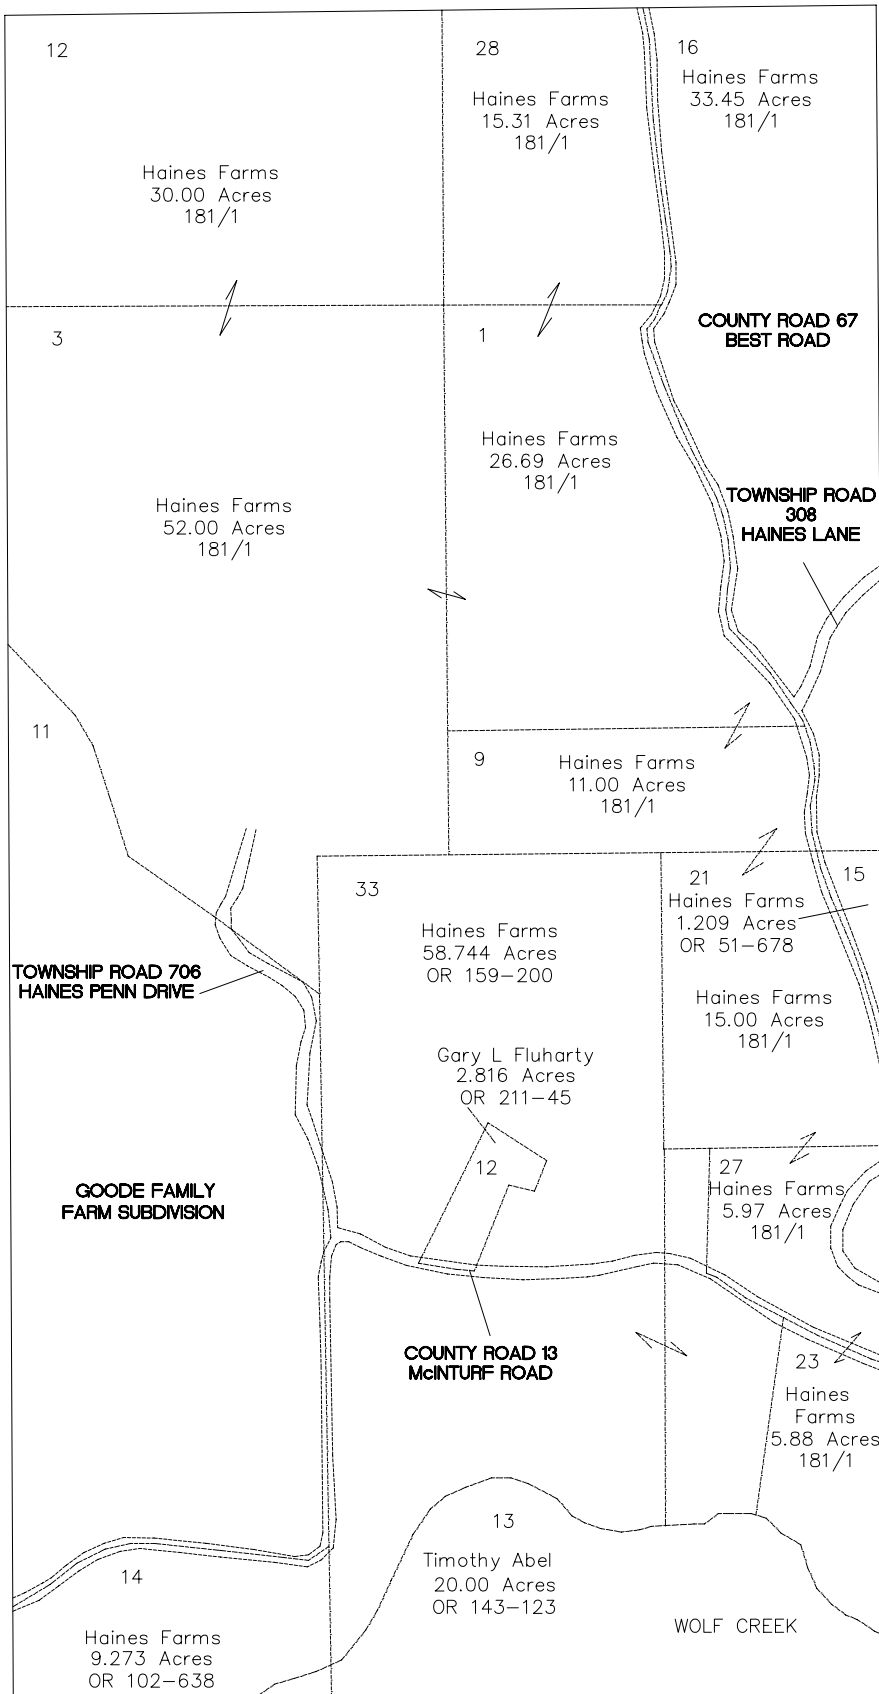 12
Haines Farms
30.00 Acres
181/1
28
Haines Farms
15.31 Acres
181/1
16
Haines Farms
33.45 Acres
181/1
COUNTY ROAD 67
BEST ROAD
3
Haines Farms
52.00 Acres
181/1
1
Haines Farms
26.69 Acres
181/1
TOWNSHIP ROAD
308
HAINES LANE
11
9
Haines Farms
11.00 Acres
181/1
33
Haines Farms
58.744 Acres
OR 159-200
21
15
Haines Farms
1.209 Acres
OR 51-678
Haines Farms
15.00 Acres
181/1
TOWNSHIP ROAD 706
HAINES PENN DRIVE
Gary L Fluharty
2.816 Acres
OR 211-45
12
GOODE FAMILY
FARM SUBDIVISION
27
Haines Farms
5.97 Acres
181/1
COUNTY ROAD 13
McINTURF ROAD
23
Haines
Farms
5.88 Acres
181/1
13
Timothy Abel
20.00 Acres
OR 143-123
14
Haines Farms
9.273 Acres
OR 102-638
WOLF CREEK